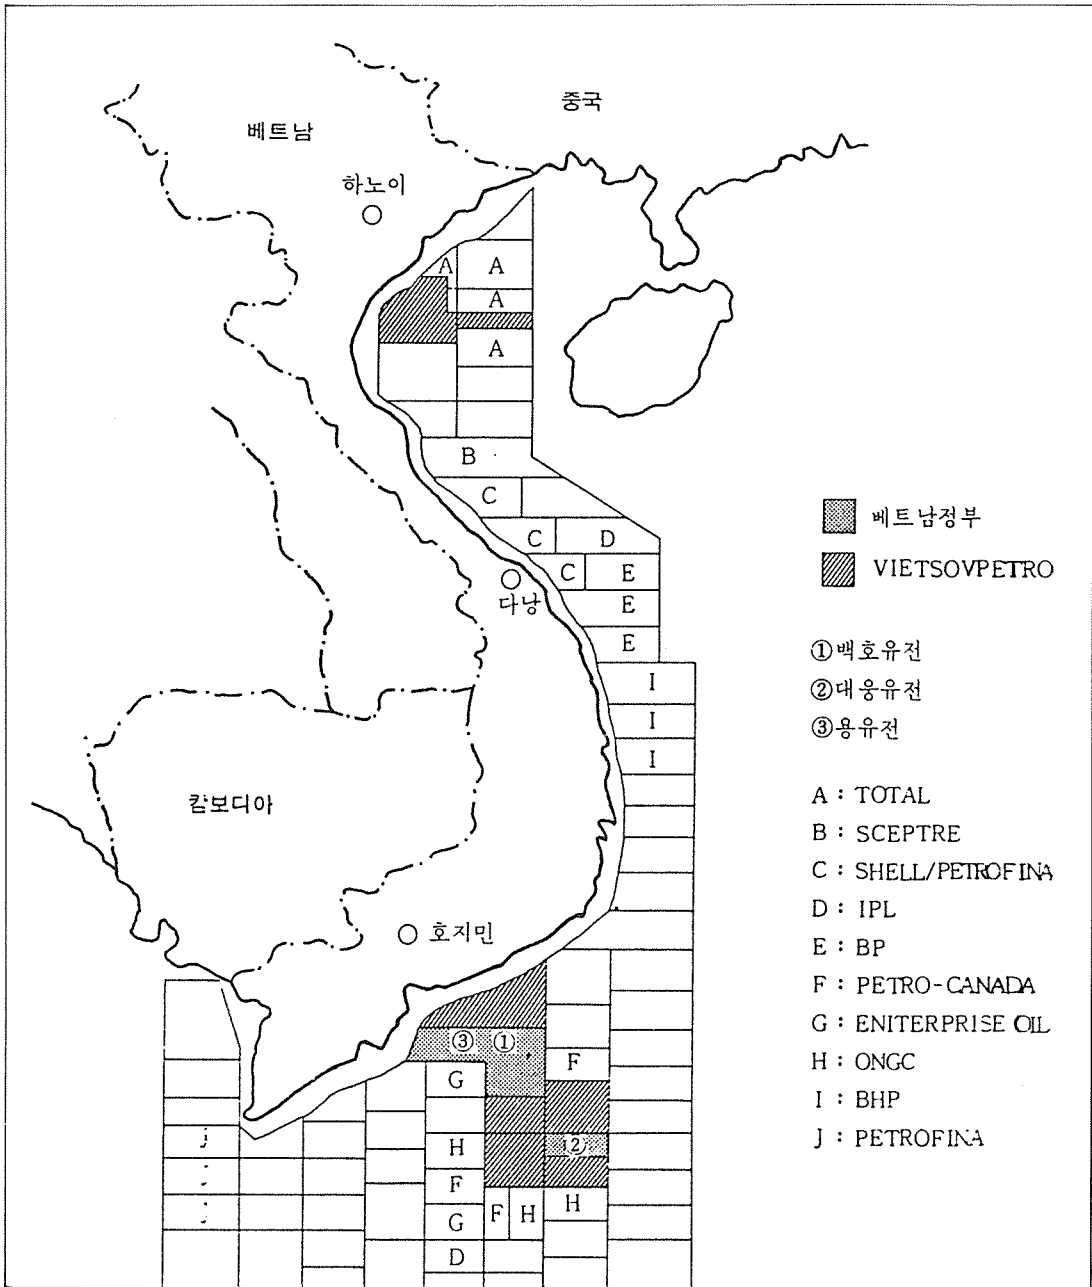 중국
베트남
하노이
A A
A
A
B
C
C D
C E
다낭
E
E
I
I
I
캄보디아
호지민
③ ①
F
G
J
H
②
J
F
J
F H
H
G
D
베트남정부
VIETSOVPETRO
①백호유전
②대웅유전
③용유전
A : TOTAL
B : SCEPTRE
C : SHELL/PETROFINA
D : IPL
E : BP
F : PETRO-CANADA
G : ENITERPRISE OIL
H : ONGC
I : BHP
J : PETROFINA